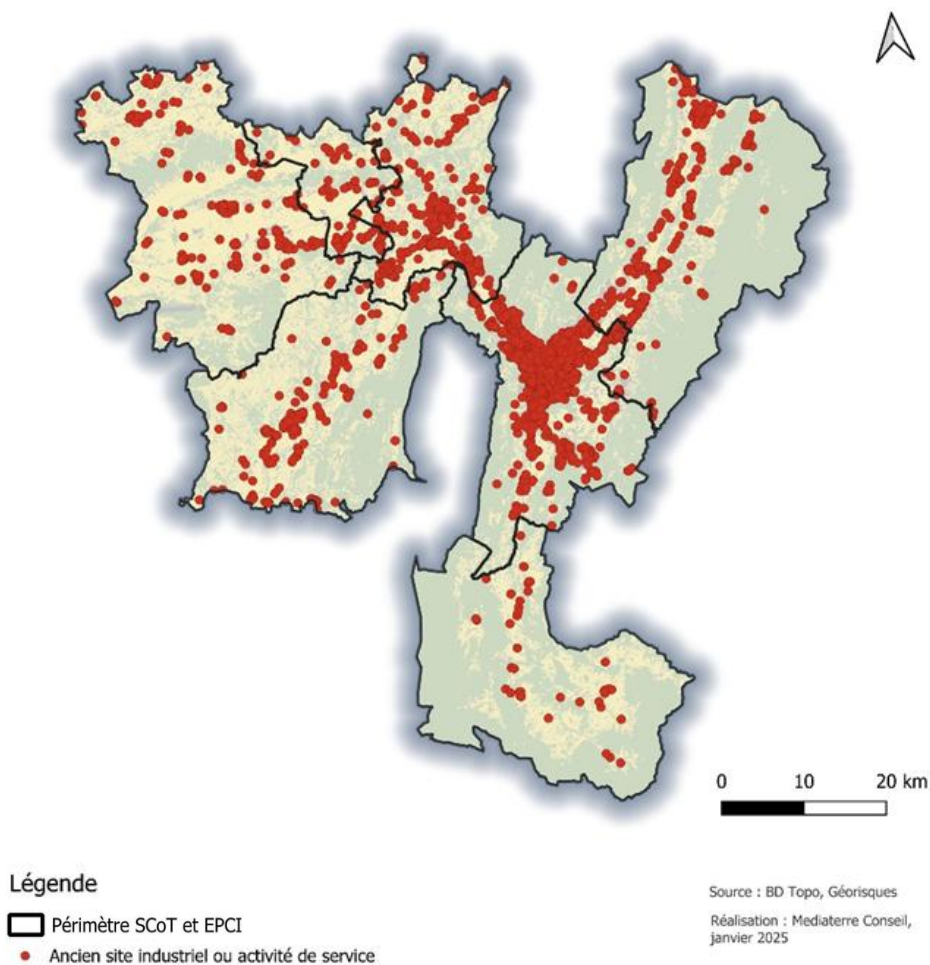 0 10 20 km
Légende
Périmètre SCoT et EPCI
Ancien site industriel ou activité de service
Source : BD Topo, Géorisques
Réalisation : Mediaterre Conseil,
janvier 2025